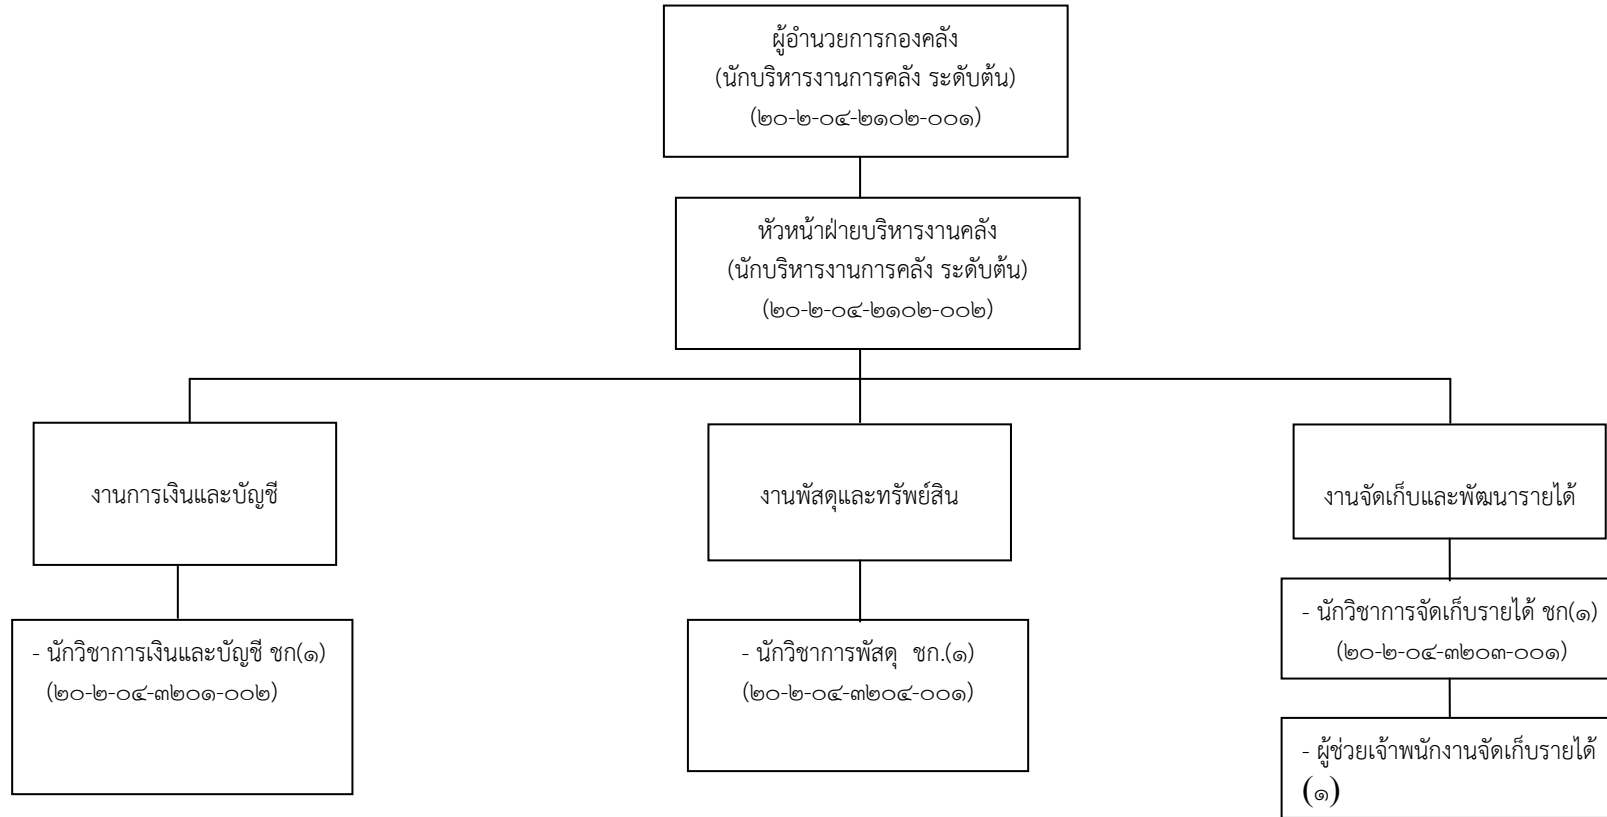 ผู้อำนวยการกองคลัง
(นักบริหารงานการคลัง ระดับต้น)
(๒๐-๒-๐๔-๒๑๐๒-๐๐๑)
หัวหน้าฝ่ายบริหารงานคลัง
(นักบริหารงานการคลัง ระดับต้น)
(๒๐-๒-๐๔-๒๑๐๒-๐๐๒)
งานการเงินและบัญชี
งานพัสดุและทรัพย์สิน
งานจัดเก็บและพัฒนารายได้
- นักวิชาการเงินและบัญชี ชก(๑)
(๒๐-๒-๐๔-๓๒๐๑-๐๐๒)
- นักวิชาการพัสดุ  ชก.(๑)
(๒๐-๒-๐๔-๓๒๐๔-๐๐๑)
- นักวิชาการจัดเก็บรายได้ ชก(๑)
(๒๐-๒-๐๔-๓๒๐๓-๐๐๑)
- ผู้ช่วยเจ้าพนักงานจัดเก็บรายได้
(๑)